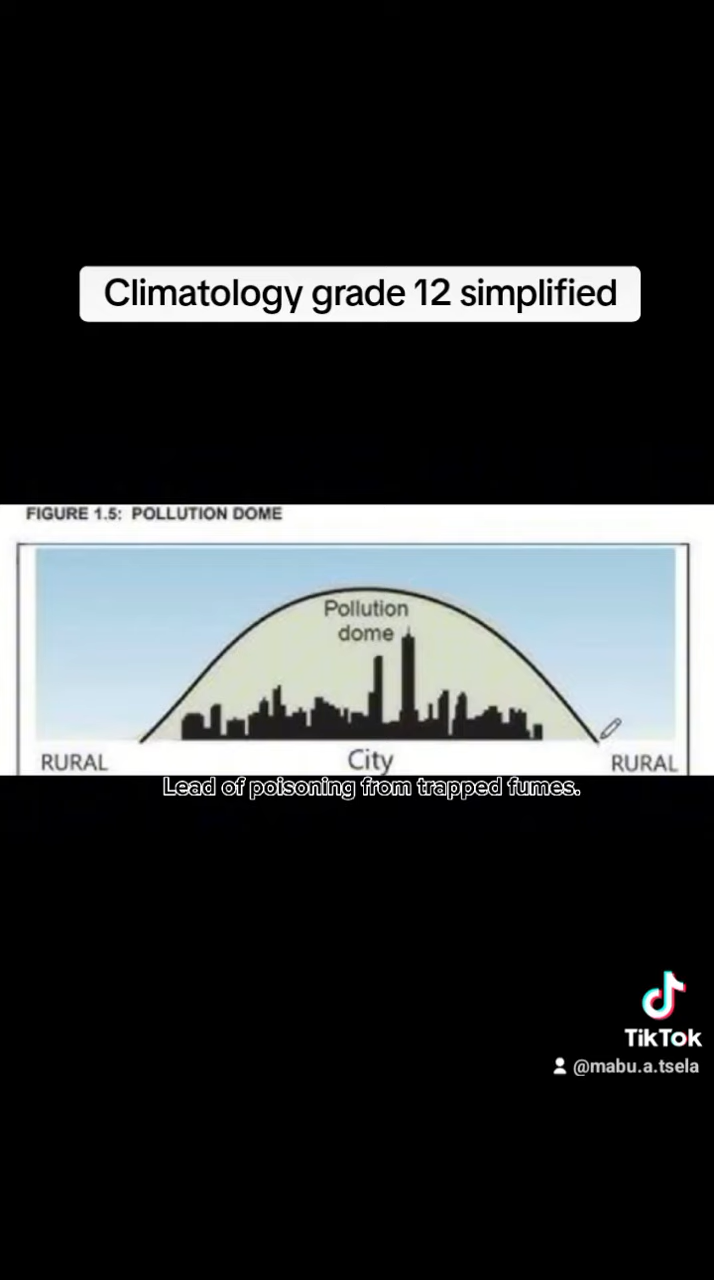 Climatology grade 12 simplified
FIGURE 1.5: POLLUTION DOME
Pollution
dome
RURAL
City
RURAL
Lead of poisoning from trapped fumes.
TikTok
@mabu.a.tsela